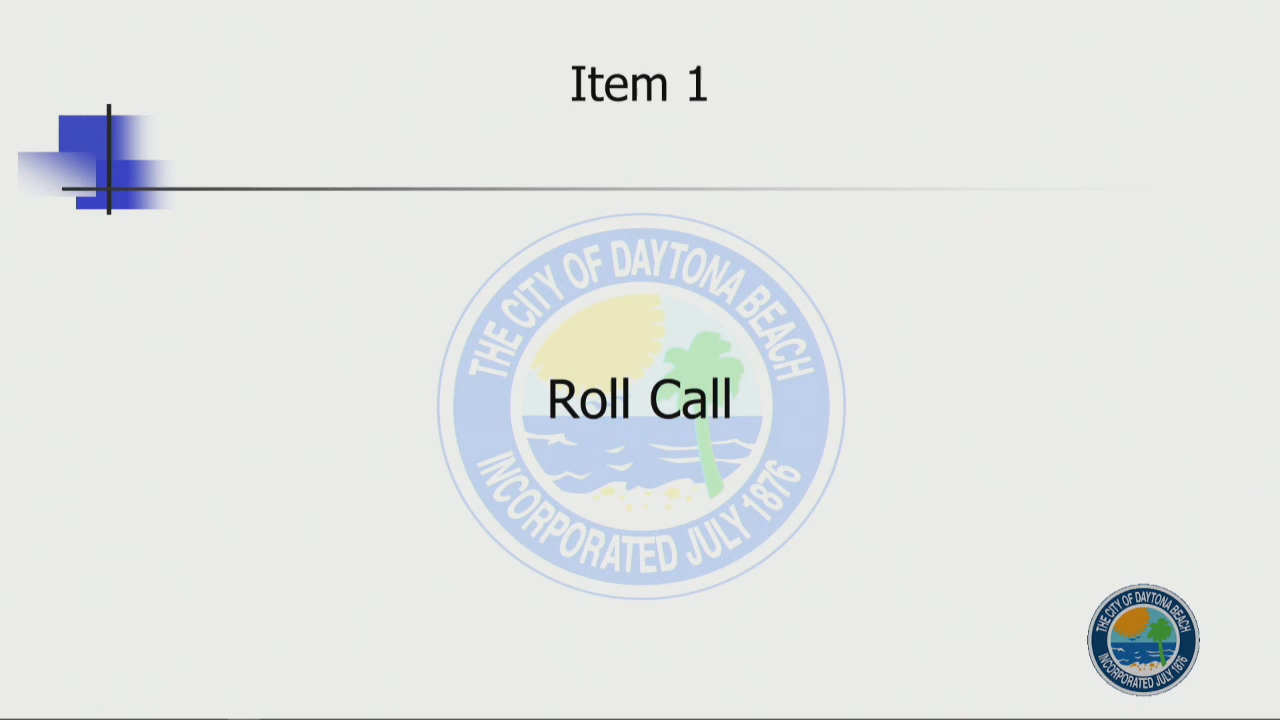 Item 1
THE CITY OF DAYTONA BEACH
Roll Call
INCORPORATED JULY 1876
THE CITY OF DAYTONA BEACH
INCORPORATED JULY 1876